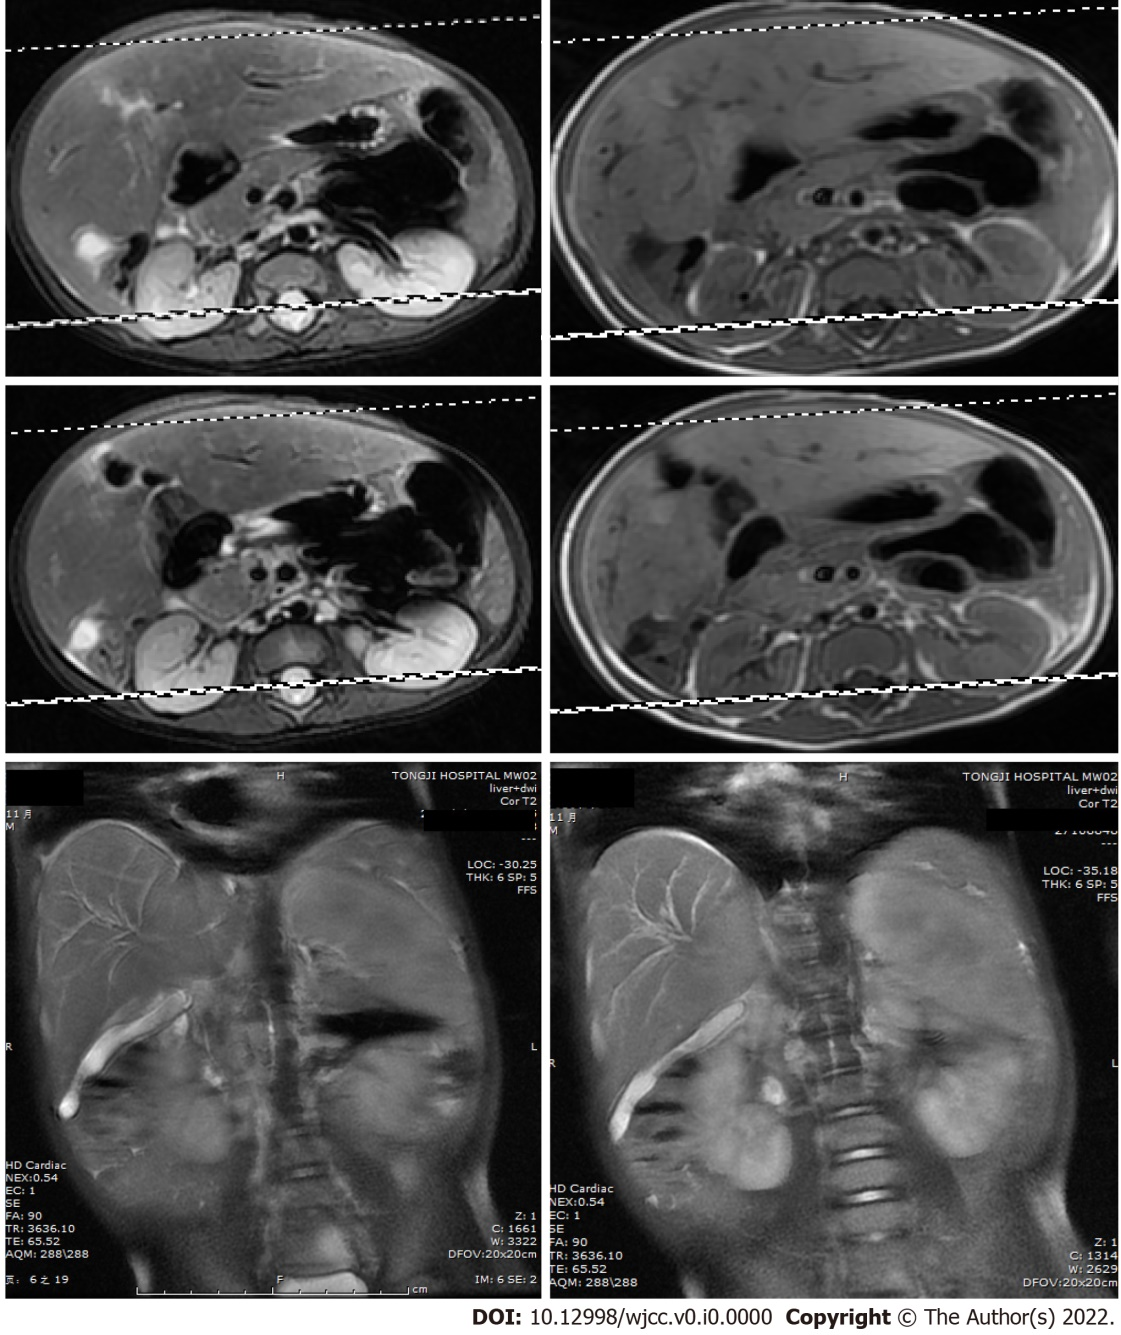 H
TONGJI HOSPITAL MW02
liver+dwi
Cor T2
11 月
M
---
LOC: -30.25
THK: 6 SP: 5
FFS
R
L
HD Cardiac
NEX:0.54
EC: 1
SE
FA: 90
TR: 3636.10
TE: 65.52
AQM: 288\288
页: 6 之 19
Z: 1
C: 1661
W: 3322
DFOV:20x20cm
F
IM: 6 SE: 2
cm
H
TONGJI HOSPITAL MW02
liver+dwi
Cor T2
11 月
M
---
LOC: -35.18
THK: 6 SP: 5
FFS
R
L
HD Cardiac
NEX:0.54
EC: 1
SE
FA: 90
TR: 3636.10
TE: 65.52
AQM: 288\288
Z: 1
C: 1314
W: 2629
DFOV:20x20cm
DOI: 10.12998/wjcc.v0.i0.0000 Copyright © The Author(s) 2022.